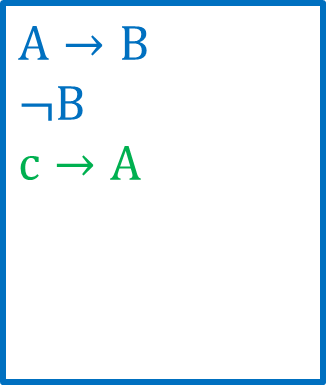 A → B
¬B
c → A